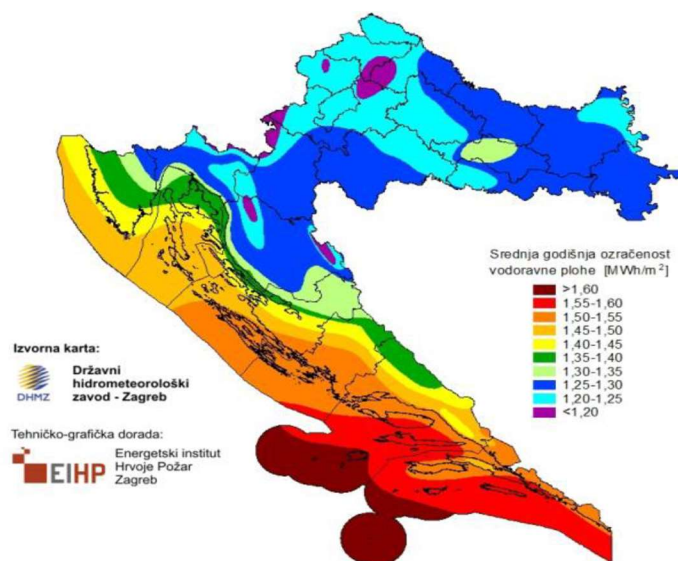 Srednja godišnja ozračenost
vodoravne plohe [MWh/m²]
>1,60
1,55-1,60
1,50-1,55
1,45-1,50
1,40-1,45
1,35-1,40
1,30-1,35
1,25-1,30
1,20-1,25
<1,20
Izvorna karta:
DHMZ
Državni
hidrometeorološki
zavod - Zagreb
Tehničko-grafička dorada:
EIHP
Energetski institut
Hrvoje Požar
Zagreb